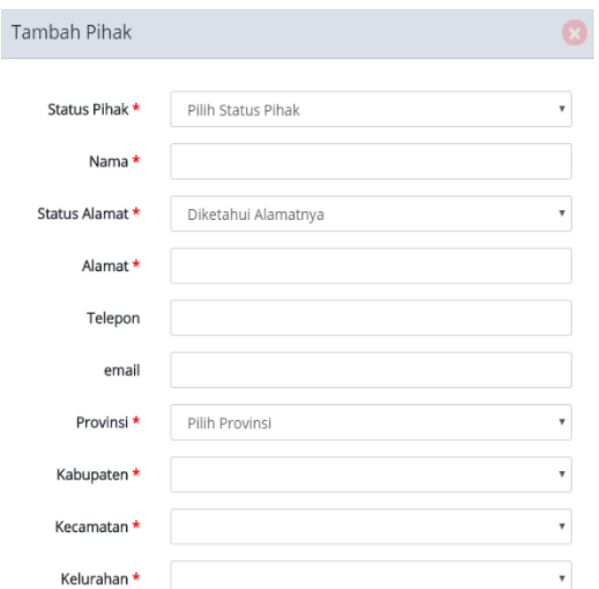 Tambah Pihak
Status Pihak * Pilih Status Pihak
Nama *
Status Alamat * Diketahui Alamatnya
Alamat *
Telepon
email
Provinsi * Pilih Provinsi
Kabupaten *
Kecamatan *
Kelurahan *